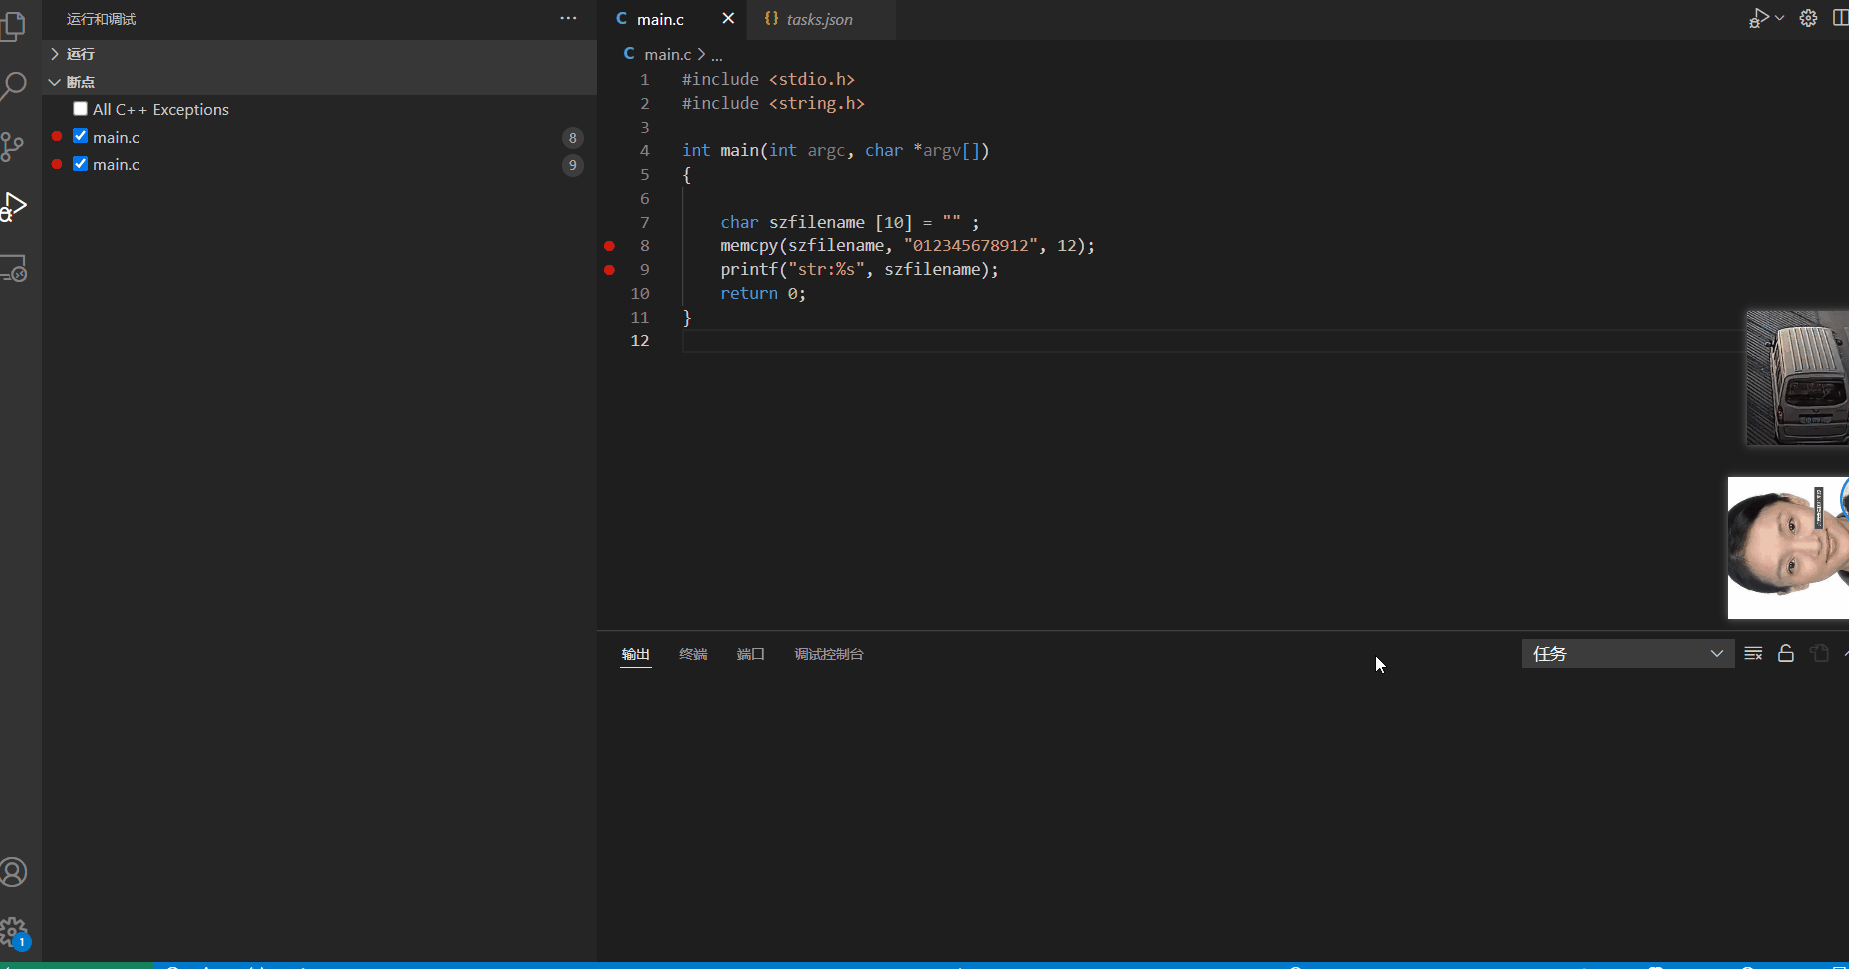 运行和调试
运行
断点
All C++ Exceptions
main.c 8
main.c 9
1
main.c
tasks.json
main.c > ...
1 #include <stdio.h>
2 #include <string.h>
3
4 int main(int argc, char *argv[])
5 {
6
7 char szfilename [10] = "" ;
8 memcpy(szfilename, "012345678912", 12);
9 printf("str:%s", szfilename);
10 return 0;
11 }
12
输出 终端 端口 调试控制台 任务